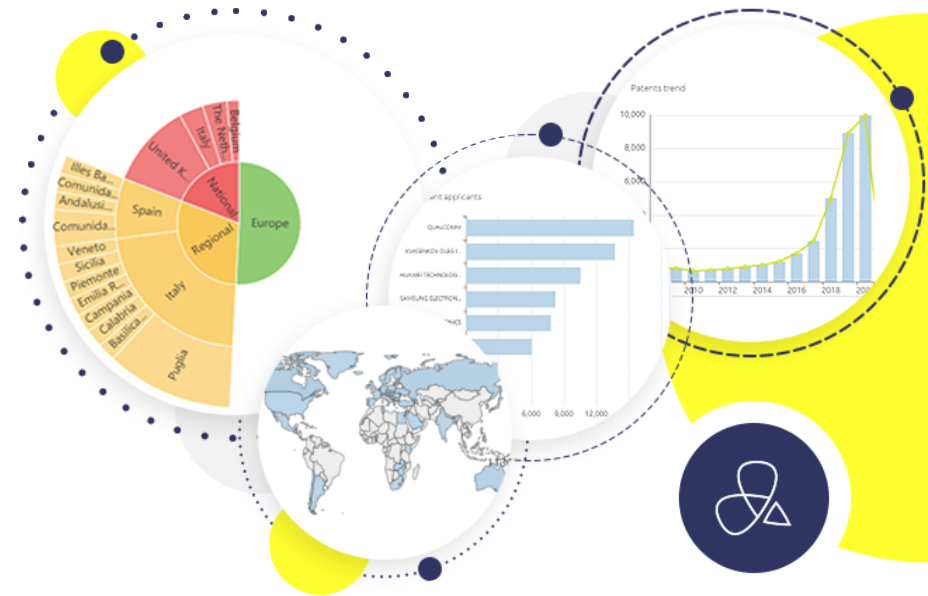 Belgium
The Neth...
Italy
United K...
National
Europe
Regional
Spain
Italy
Illes Ba...
Comunida...
Andalusi...
Comunida...
Veneto
Sicilia
Piemonte
Emilia R...
Campania
Calabria
Basilica...
Puglia
applicants
QUALCOMM
HUAWEI TECHNOLOG...
SAMSUNG ELECTRON...
6,000
9,000
12,000
Patents trend
10,000
8,000
6,000
2010
2012
2014
2016
2018